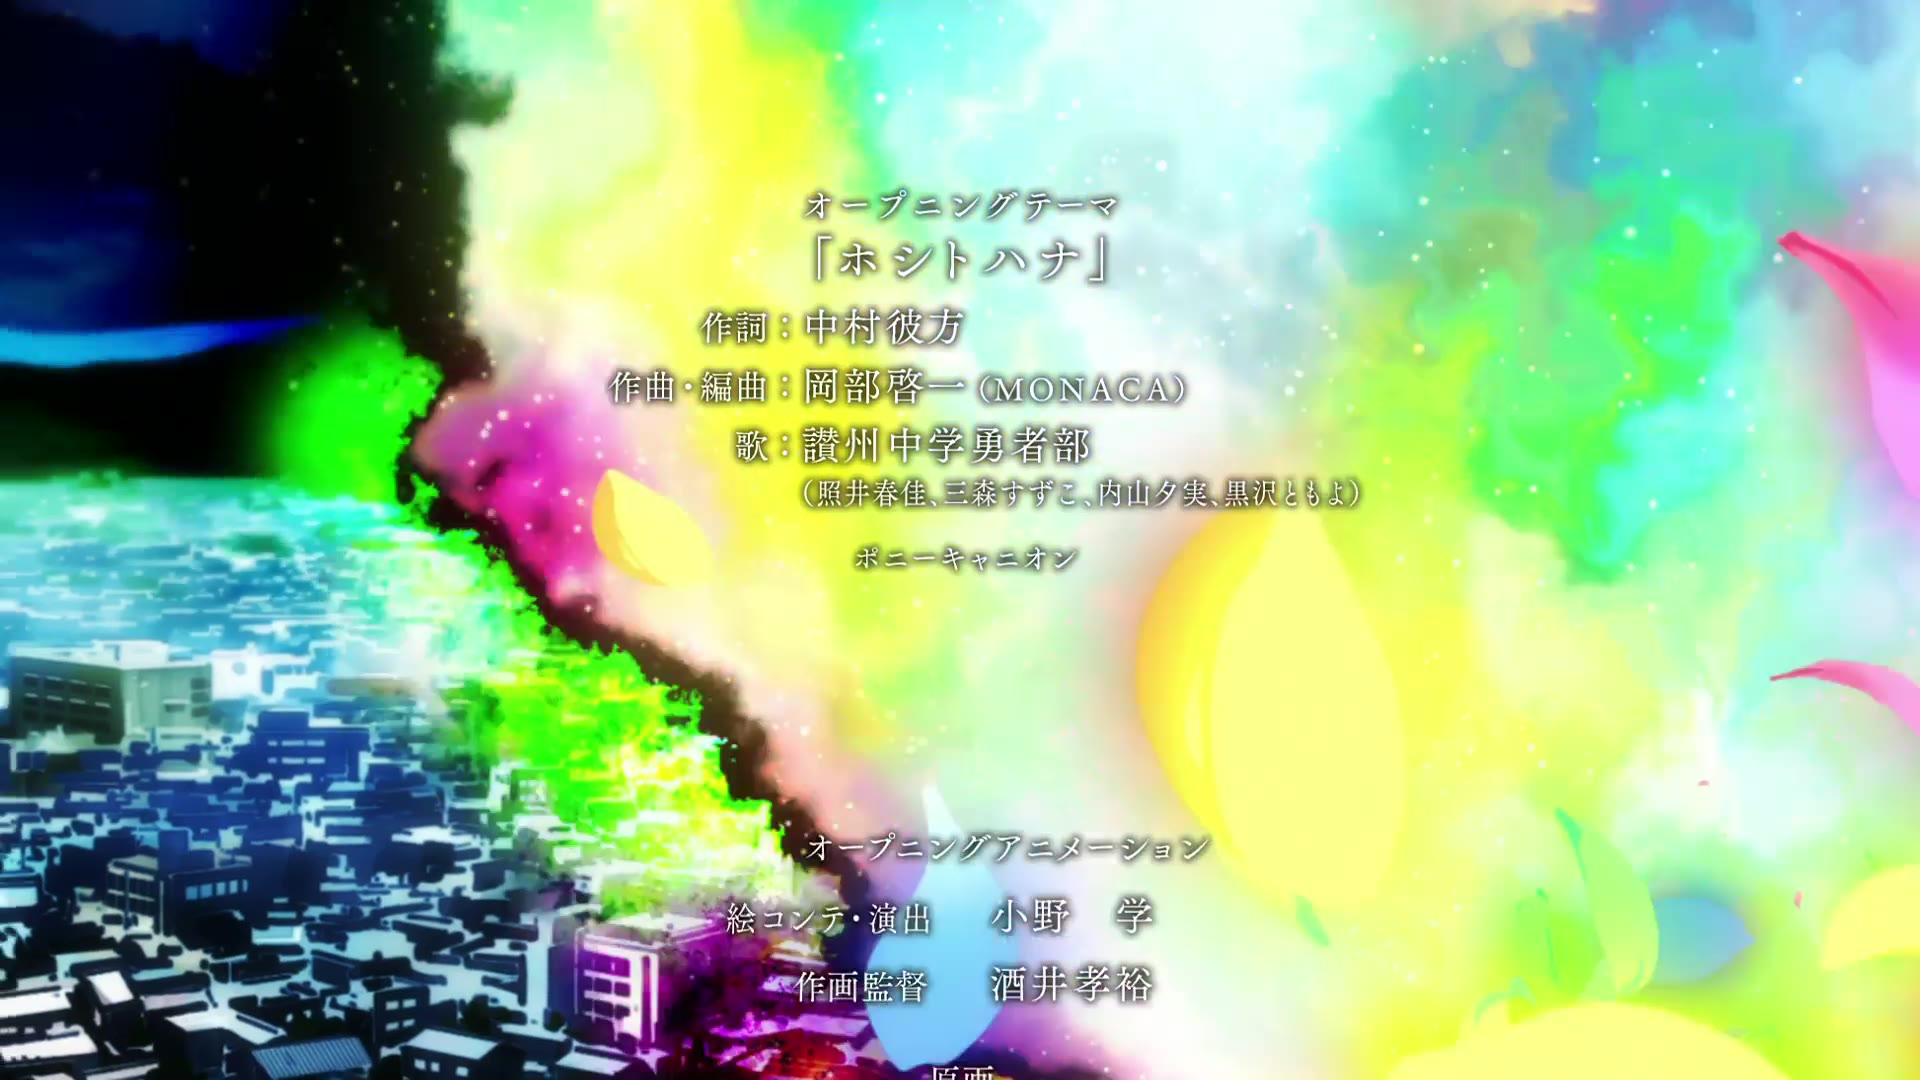 オープニングテーマ
「ホシトハナ」
作詞：中村彼方
作曲・編曲：岡部啓一（MONACA）
歌：讃州中学勇者部
（照井春佳、三森すずこ、内山夕実、黒沢ともよ）
ポニーキャニオン
オープニングアニメーション
絵コンテ・演出　小野　学
作画監督　酒井孝裕
原画